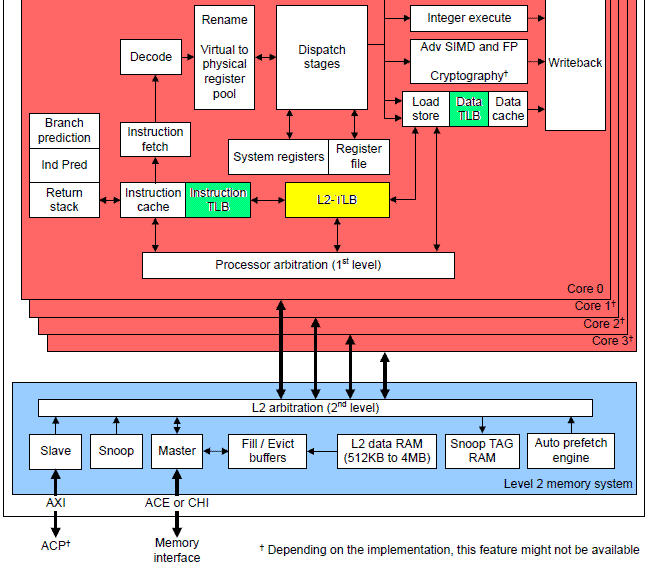 Rename
Virtual to
physical
register
pool
Decode
Dispatch
stages
Integer execute
Adv SIMD and FP
Cryptography†
Writeback
Load
store
Data
TLB
Data
cache
Branch
prediction
Ind Pred
Return
stack
Instruction
fetch
System registers
Register
file
Instruction
cache
Instruction
TLB
L2-TLB
Processor arbitration (1st level)
Core 0
Core 1†
Core 2†
Core 3†
L2 arbitration (2nd level)
Slave
Snoop
Master
Fill / Evict
buffers
L2 data RAM
(512KB to 4MB)
Snoop TAG
RAM
Auto prefetch
engine
Level 2 memory system
AXI
ACE or CHI
ACP†
Memory
interface
† Depending on the implementation, this feature might not be available